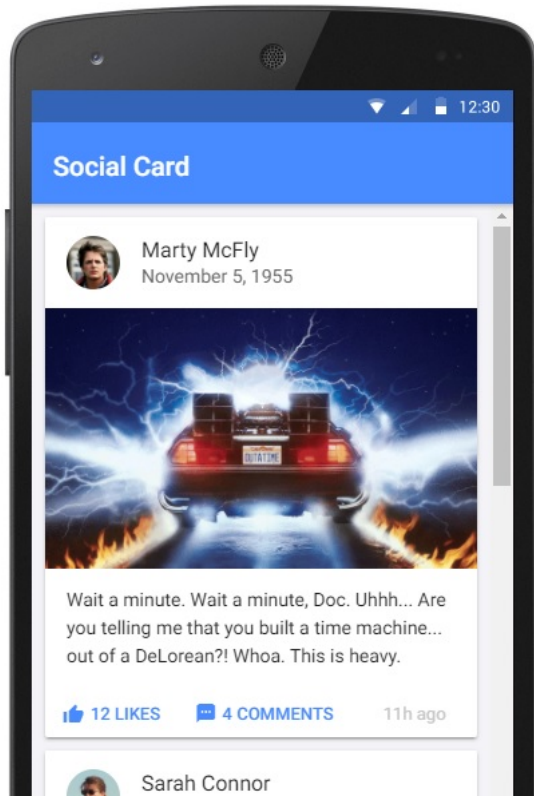 12:30
Social Card
Marty McFly
November 5, 1955
OUTATIME
Wait a minute. Wait a minute, Doc. Uhhh... Are
you telling me that you built a time machine...
out of a DeLorean?! Whoa. This is heavy.
12 LIKES 4 COMMENTS 11h ago
Sarah Connor